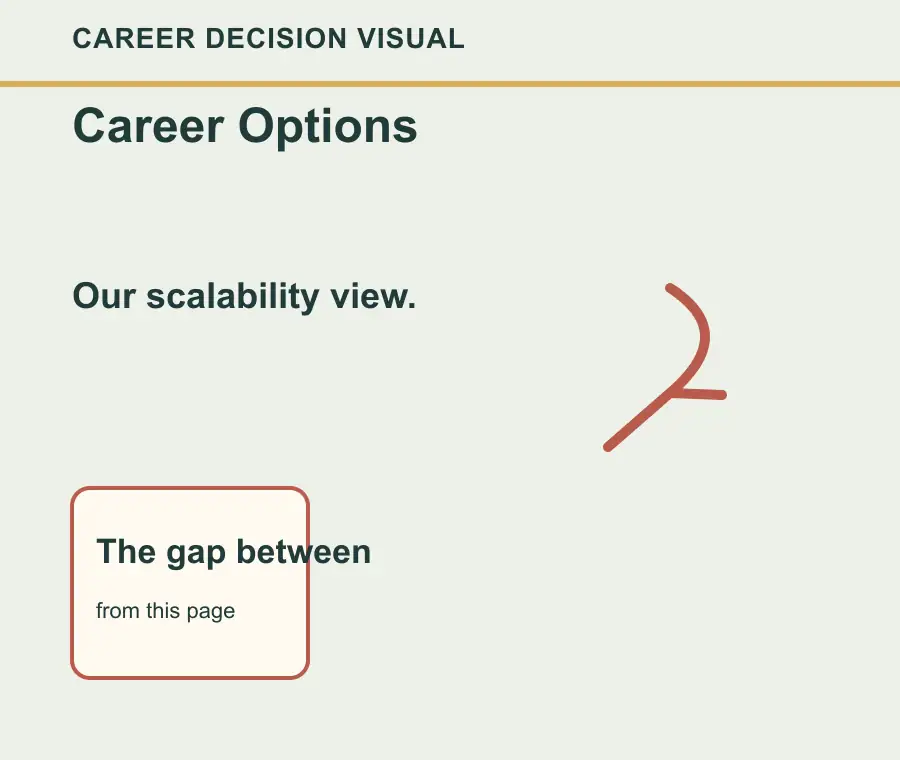 CAREER DECISION VISUAL
Career Options
Our scalability view.
The gap between
from this page